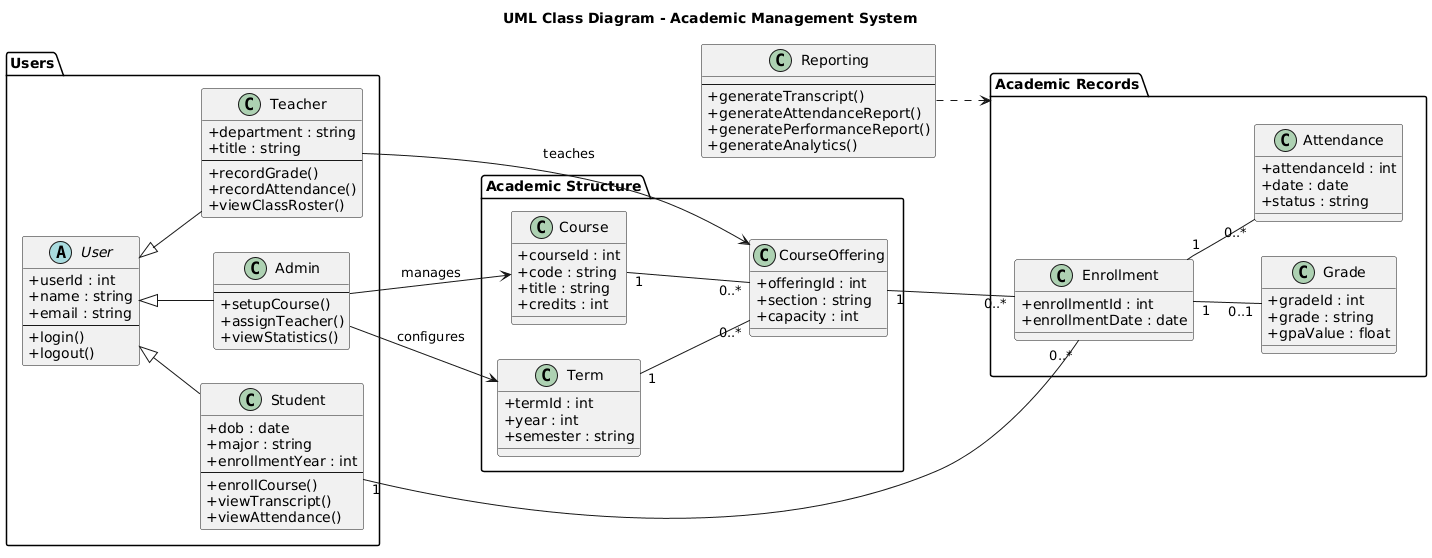 UML Class Diagram - Academic Management System
Users
C Teacher
+department : string
+title : string
+recordGrade()
+recordAttendance()
+viewClassRoster()
A User
+userId : int
+name : string
+email : string
+login()
+logout()
C Admin
+setupCourse()
+assignTeacher()
+viewStatistics()
C Student
+dob : date
+major : string
+enrollmentYear : int
+enrollCourse()
+viewTranscript()
+viewAttendance()
teaches
manages
configures
Academic Structure
C Course
+courseId : int
+code : string
+title : string
+credits : int
C CourseOffering
+offeringId : int
+section : string
+capacity : int
C Term
+termId : int
+year : int
+semester : string
1
0..*
1
0..*
C Reporting
+generateTranscript()
+generateAttendanceReport()
+generatePerformanceReport()
+generateAnalytics()
Academic Records
C Attendance
+attendanceId : int
+date : date
+status : string
C Enrollment
+enrollmentId : int
+enrollmentDate : date
C Grade
+gradeId : int
+grade : string
+gpaValue : float
1
0..*
1
0..*
1
0..1
1
0..*